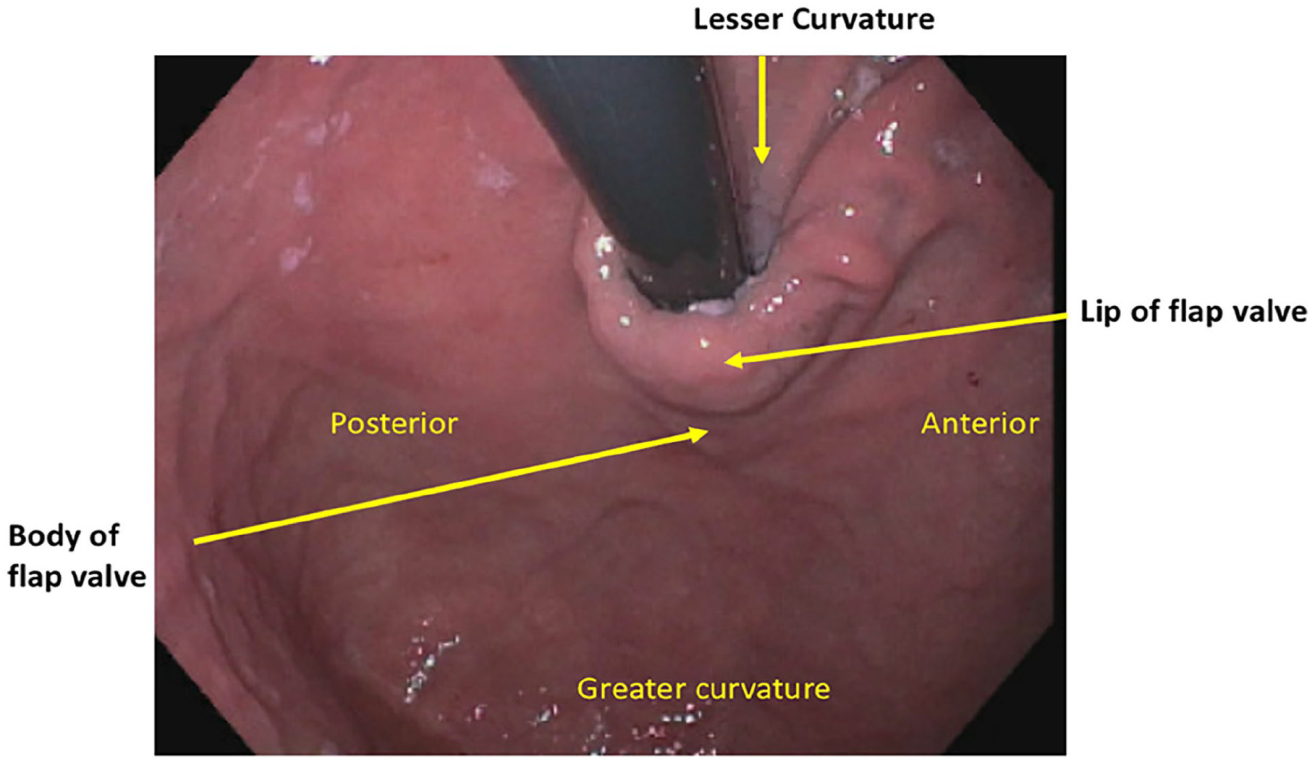 Lesser Curvature
Lip of flap valve
Posterior
Anterior
Body of
flap valve
Greater curvature